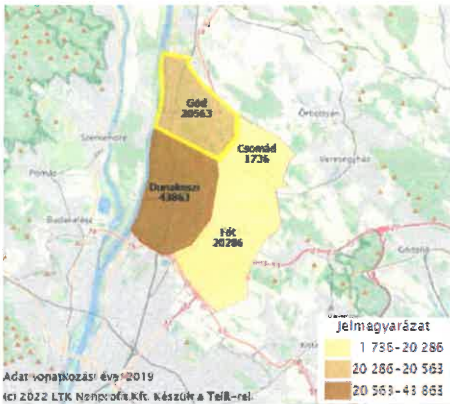 Göd
20563
Csomád
1736
Szentendre
Őrbottyán
Veresegyház
Pomáz
Dunakeszi
43863
Budakalász
Fót
20286
Gödöllő
Jelmagyarázat
1 736-20 286
20 286-20 563
20 563-43 863
Adat vonatkozási éve: 2019
(c) 2022 LTK Nonprofit Kft. Készült a TeIR-rel.